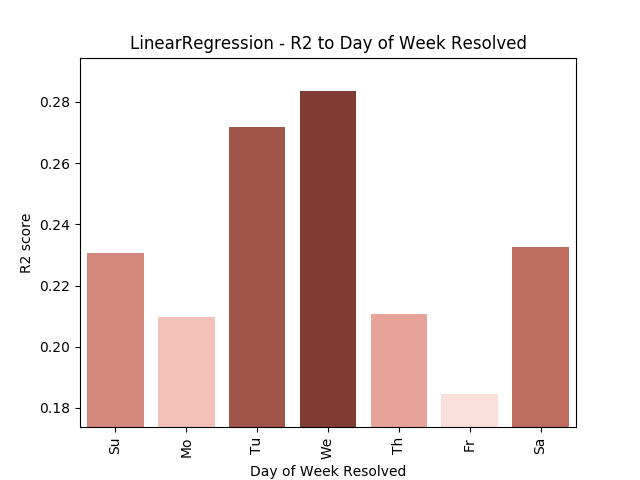 LinearRegression - R2 to Day of Week Resolved
R2 score
0.28
0.26
0.24
0.22
0.20
0.18
Su Mo Tu We Th Fr Sa
Day of Week Resolved